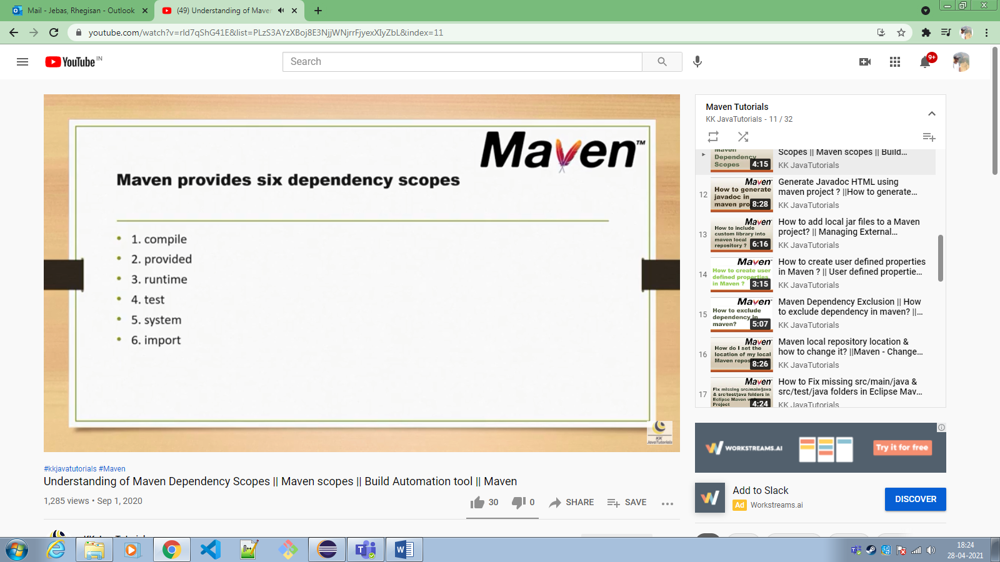 Mail - Jebas, Rhegisan - Outlook
(49) Understanding of Maven
youtube.com/watch?v=rId7qShG41E&list=PLzS3AYzXBoj8E3NjjWNjrrFjyexXIyZbL&index=11
YouTube IN
Search
9+
Maven™
Maven provides six dependency scopes
• 1. compile
• 2. provided
• 3. runtime
• 4. test
• 5. system
• 6. import
KK
JavaTutorials
#kkjavatutorials #Maven
Understanding of Maven Dependency Scopes || Maven scopes || Build Automation tool || Maven
1,285 views • Sep 1, 2020
30
0
SHARE
SAVE
Maven Tutorials
KK JavaTutorials - 11 / 32
Maven
Dependency
Scopes
4:15
Scopes || Maven scopes || Build...
KK JavaTutorials
12
Maven
How to generate
javadoc in
maven
8:28
Generate Javadoc HTML using
maven project ? ||How to generate...
KK JavaTutorials
13
Maven
How to include
custom library into
maven local
repository ?
6:16
How to add local jar files to a Maven
project? || Managing External...
KK JavaTutorials
14
Maven
How to create user
defined properties
in Maven ?
3:15
How to create user defined properties
in Maven ? || User defined propertie...
KK JavaTutorials
15
Maven
How to exclude
dependency in
maven?
5:07
Maven Dependency Exclusion || How
to exclude dependency in maven? ||...
KK JavaTutorials
16
Maven
How do I set the
location of my local
Maven
8:26
Maven local repository location &
how to change it? ||Maven - Change...
KK JavaTutorials
17
Maven
Fix missing src/main/java
& src/test/java folders in
Eclipse Maven
Project
4:24
How to Fix missing src/main/java &
src/test/java folders in Eclipse Mav...
KK JavaTutorials
WORKSTREAMS.AI
Try it for free
Add to Slack
Ad Workstreams.ai
DISCOVER
18:24
28-04-2021